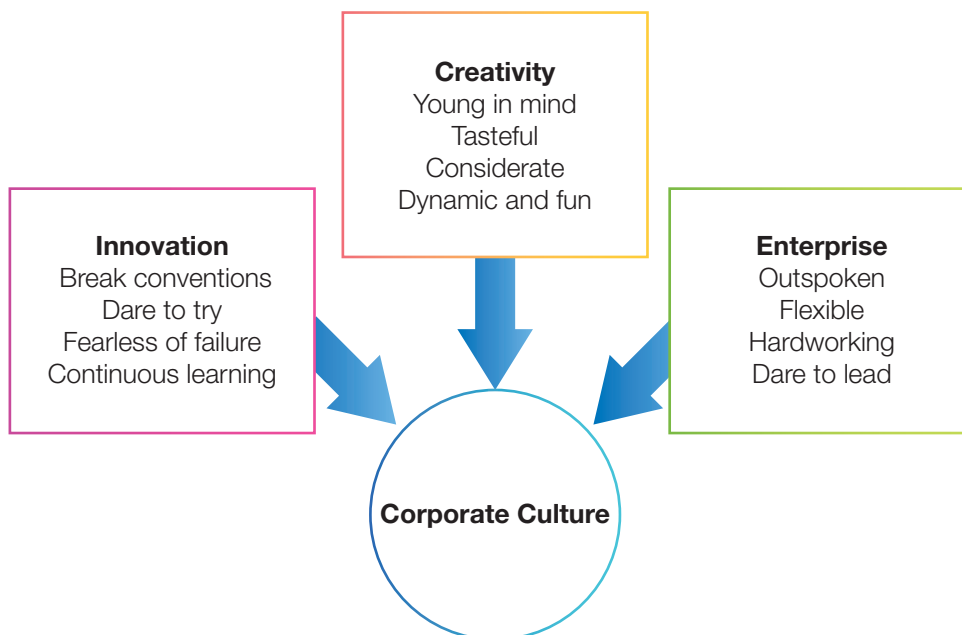 Creativity
Young in mind
Tasteful
Considerate
Dynamic and fun
Innovation
Break conventions
Dare to try
Fearless of failure
Continuous learning
Enterprise
Outspoken
Flexible
Hardworking
Dare to lead
Corporate Culture